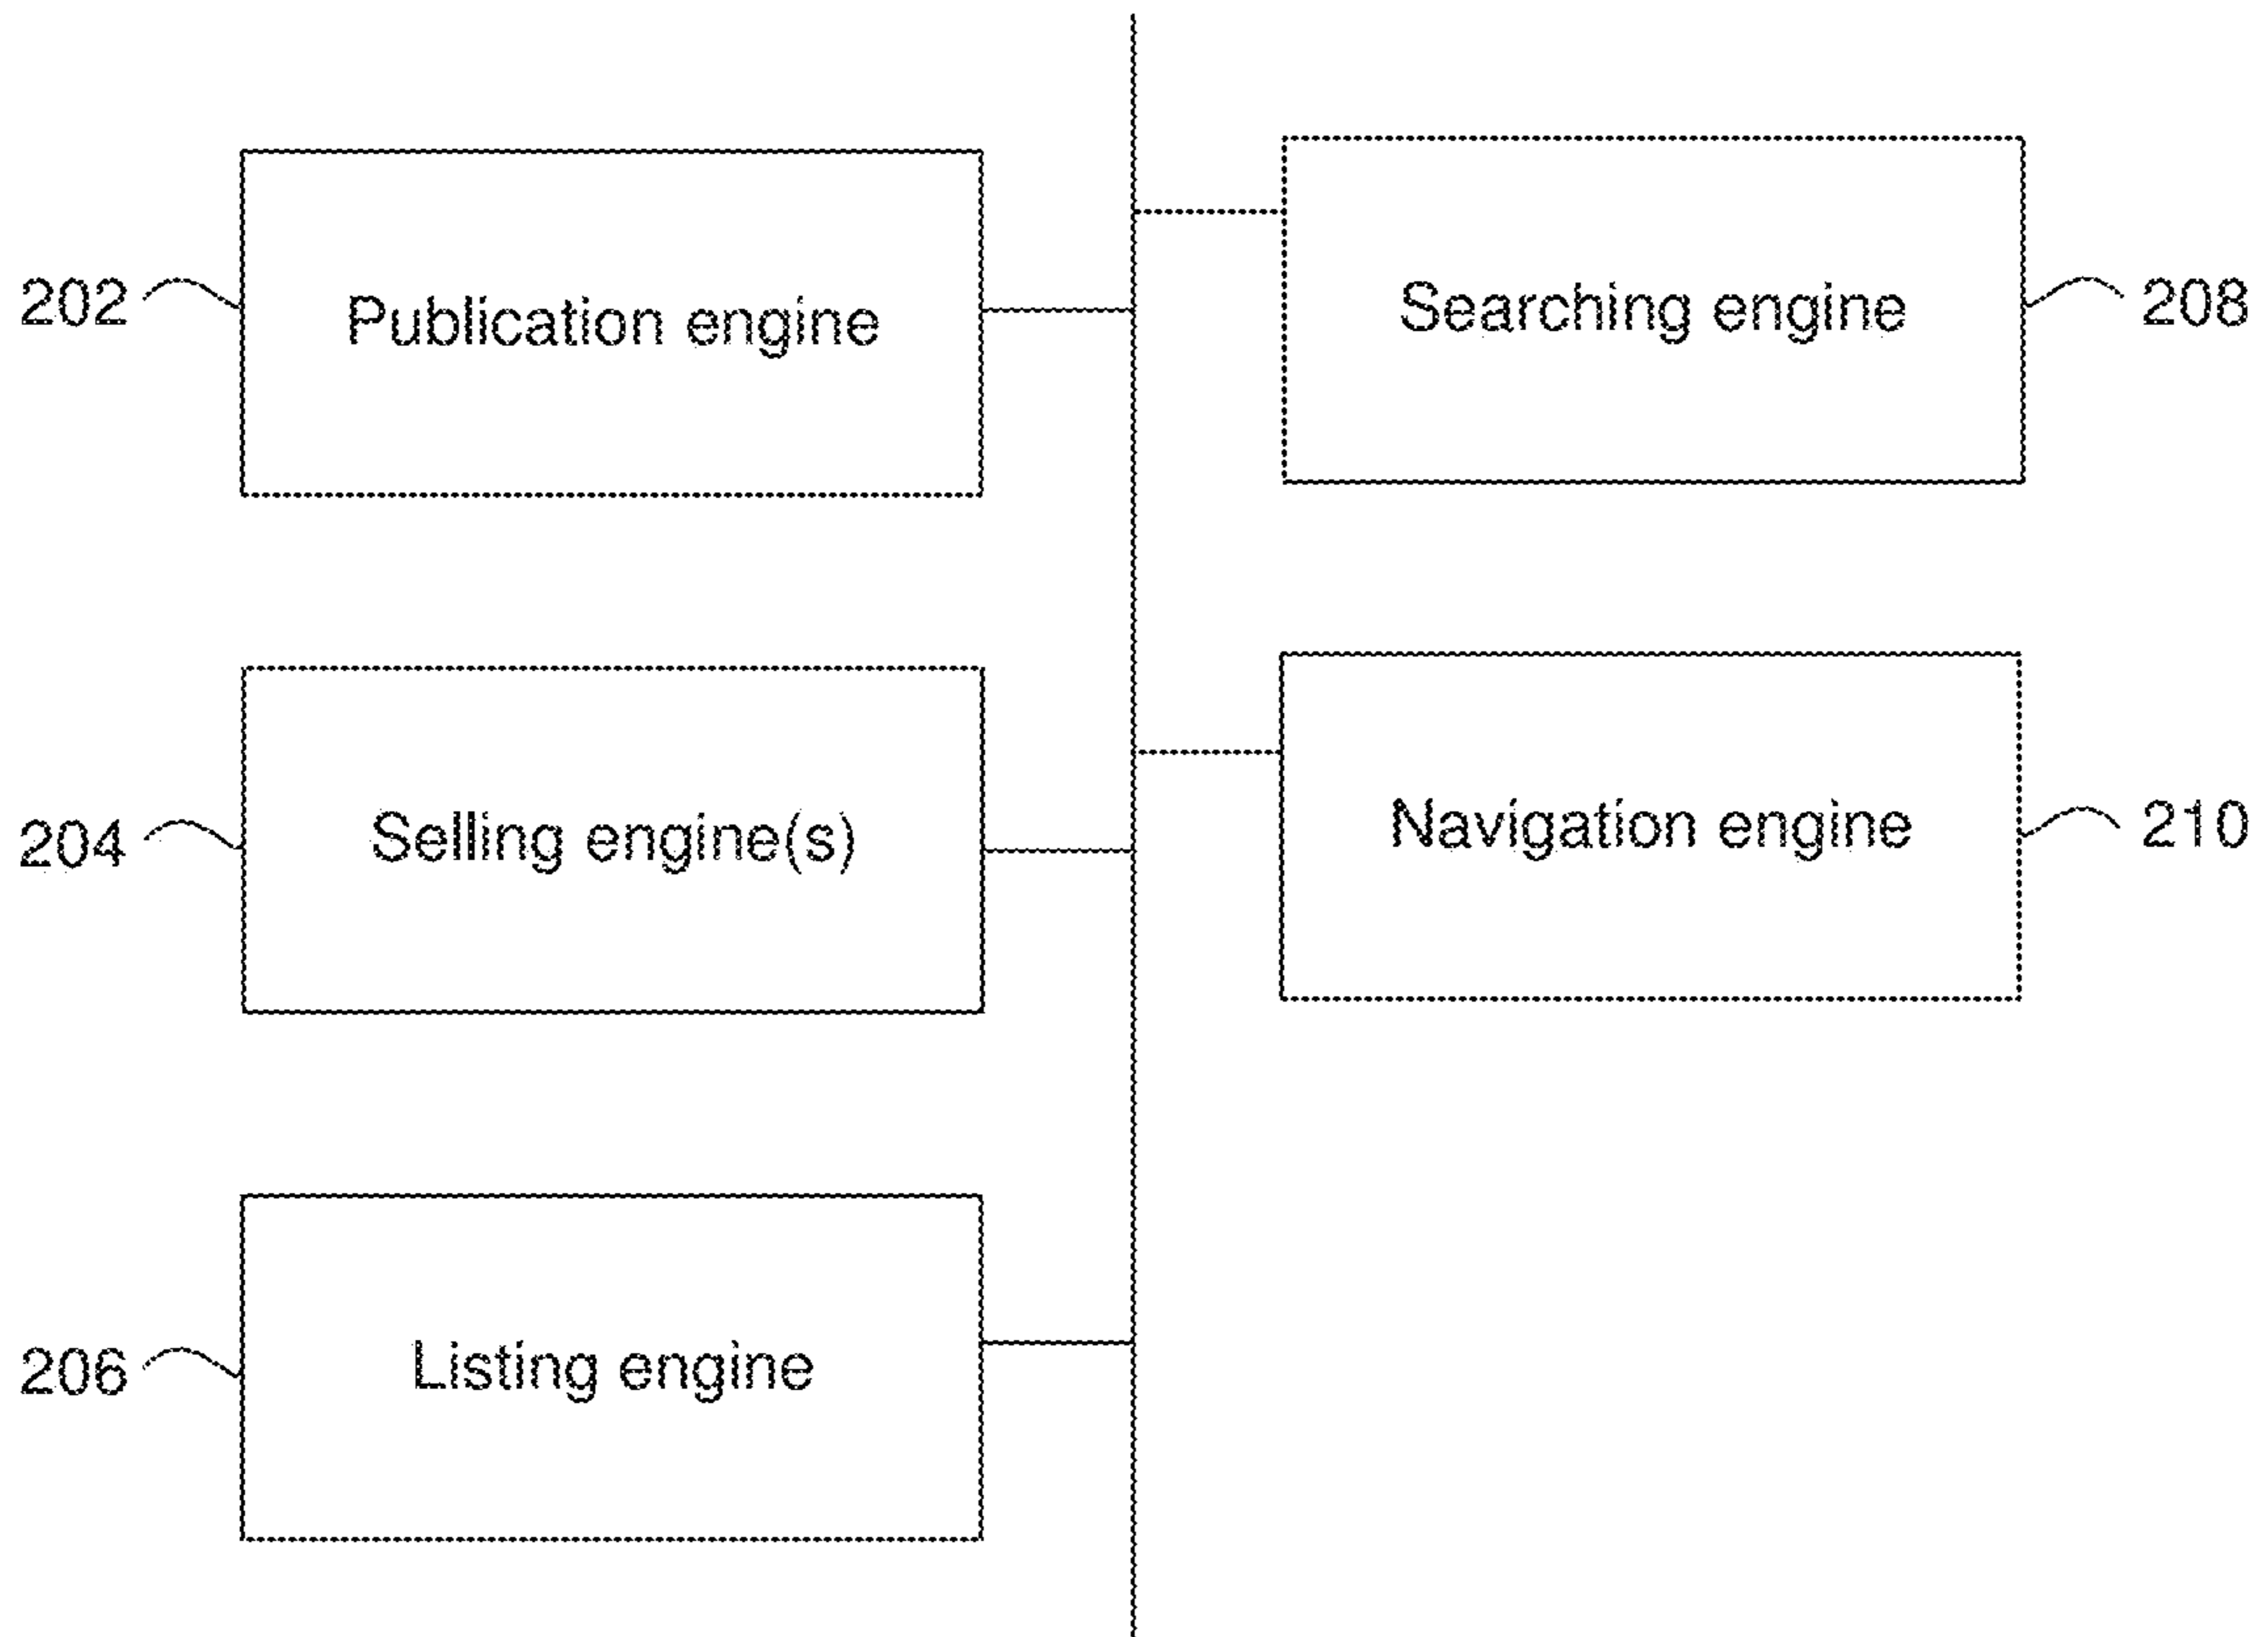 202
Publication engine
Searching engine
208
204
Selling engine(s)
Navigation engine
210
206
Listing engine